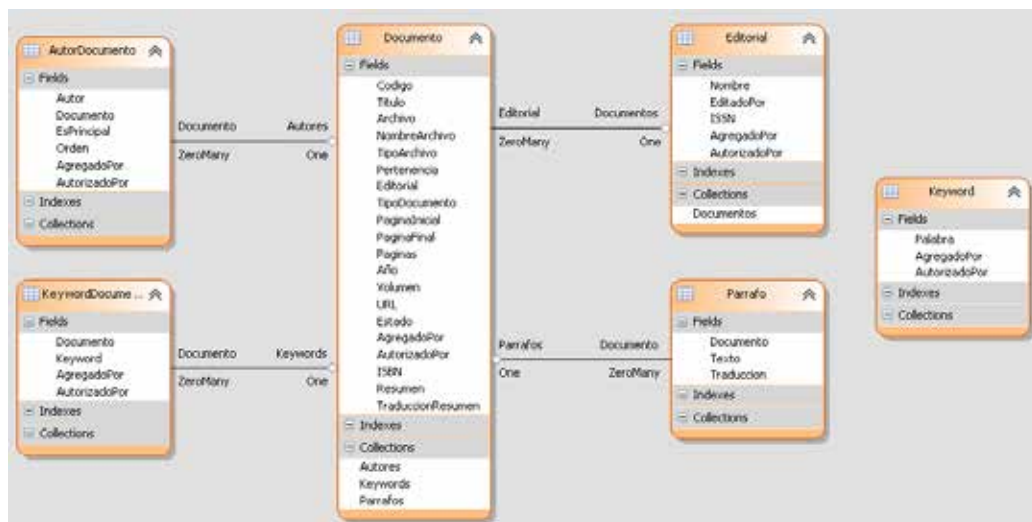 AutorDocumento
Fields
Autor
Documento
EsPrincipal
Orden
AgregadoPor
AutorizadoPor
Indexes
Collections
Documento Autores
ZeroMany One
KeywordDocume ...
Fields
Documento
Keyword
AgregadoPor
AutorizadoPor
Indexes
Collections
Documento Keywords
ZeroMany One
Documento
Fields
Codigo
Titulo
Archivo
NombreArchivo
TipoArchivo
Pertenencia
Editorial
TipoDocumento
PaginaInicial
PaginaFinal
Paginas
Año
Volumen
URL
Estado
AgregadoPor
AutorizadoPor
ISBN
Resumen
TraduccionResumen
Indexes
Collections
Autores
Keywords
Parrafos
Editorial Documentos
ZeroMany One
Parrafos Documento
One ZeroMany
Editorial
Fields
Nombre
EditadoPor
ISSN
AgregadoPor
AutorizadoPor
Indexes
Collections
Documentos
Parrafo
Fields
Documento
Texto
Traduccion
Indexes
Collections
Keyword
Fields
Palabra
AgregadoPor
AutorizadoPor
Indexes
Collections